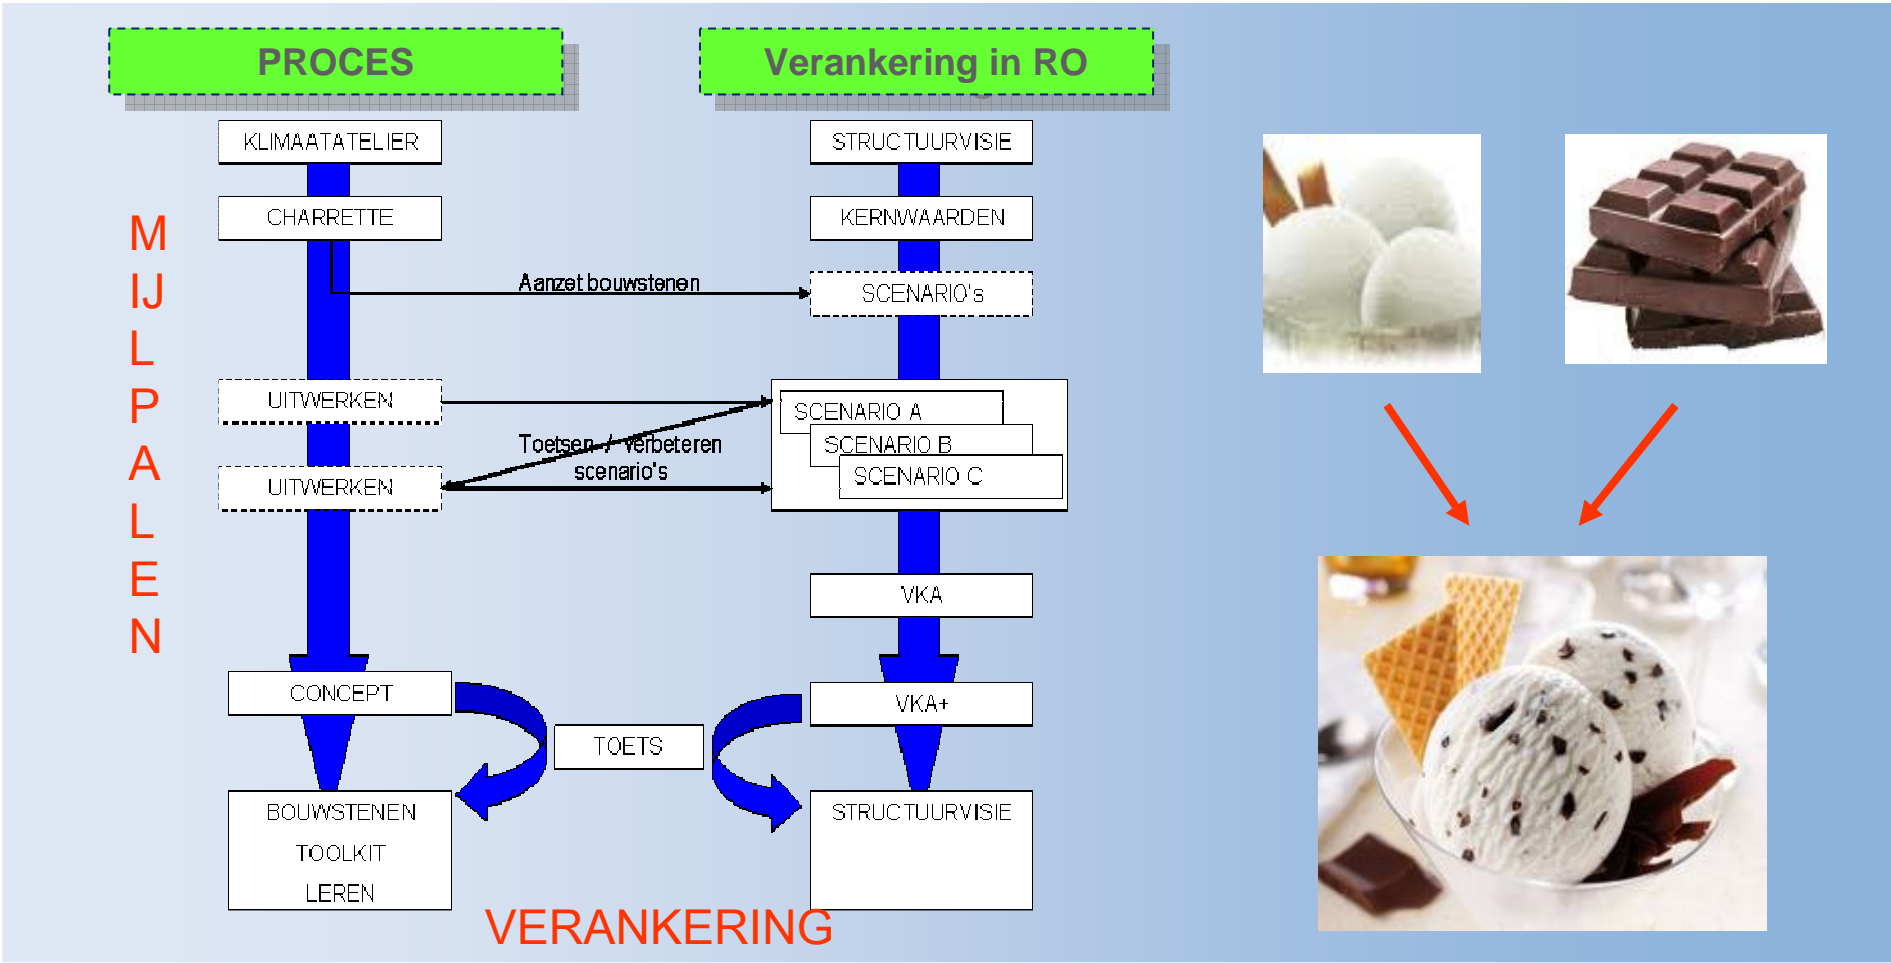 PROCES
Verankering in RO
KLIMAATATELIER
STRUCTUURVISIE
CHARRETTE
KERNWAARDEN
Aanzet bouwstenen
SCENARIO's
UITWERKEN
SCENARIO A
SCENARIO B
SCENARIO C
Toetsen / verbeteren
scenario's
UITWERKEN
VKA
CONCEPT
VKA+
TOETS
BOUWSTENEN
TOOLKIT
LEREN
STRUCTUURVISIE
M
IJ
L
P
A
L
E
N
VERANKERING